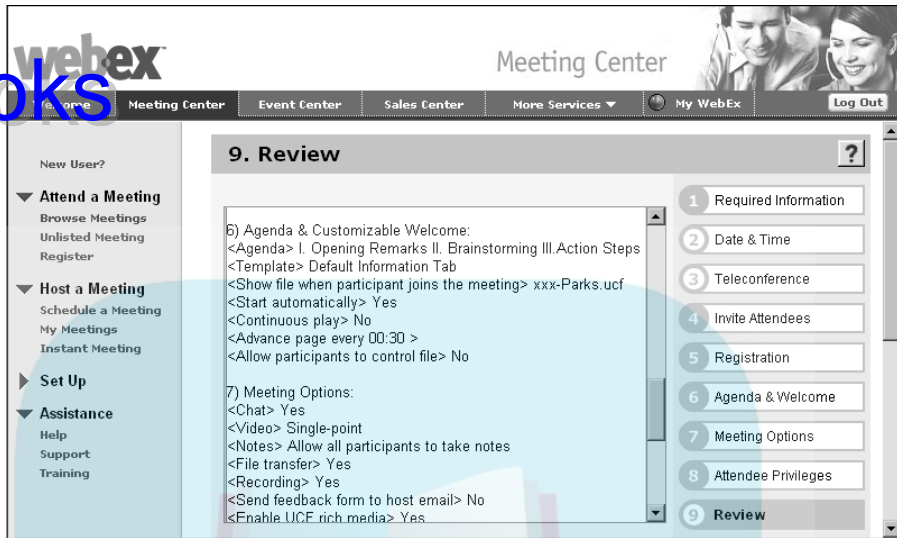 webex
Meeting Center
oks
Welcome Meeting Center Event Center Sales Center More Services My WebEx Log Out
New User?
Attend a Meeting
Browse Meetings
Unlisted Meeting
Register
Host a Meeting
Schedule a Meeting
My Meetings
Instant Meeting
Set Up
Assistance
Help
Support
Training
9. Review
?
6) Agenda & Customizable Welcome:
<Agenda> I. Opening Remarks II. Brainstorming III.Action Steps
<Template> Default Information Tab
<Show file when participant joins the meeting> xxx-Parks.ucf
<Start automatically> Yes
<Continuous play> No
<Advance page every 00:30 >
<Allow participants to control file> No
7) Meeting Options:
<Chat> Yes
<Video> Single-point
<Notes> Allow all participants to take notes
<File transfer> Yes
<Recording> Yes
<Send feedback form to host email> No
<Enable UCF rich media> Yes
1 Required Information
2 Date & Time
3 Teleconference
4 Invite Attendees
5 Registration
6 Agenda & Welcome
7 Meeting Options
8 Attendee Privileges
9 Review